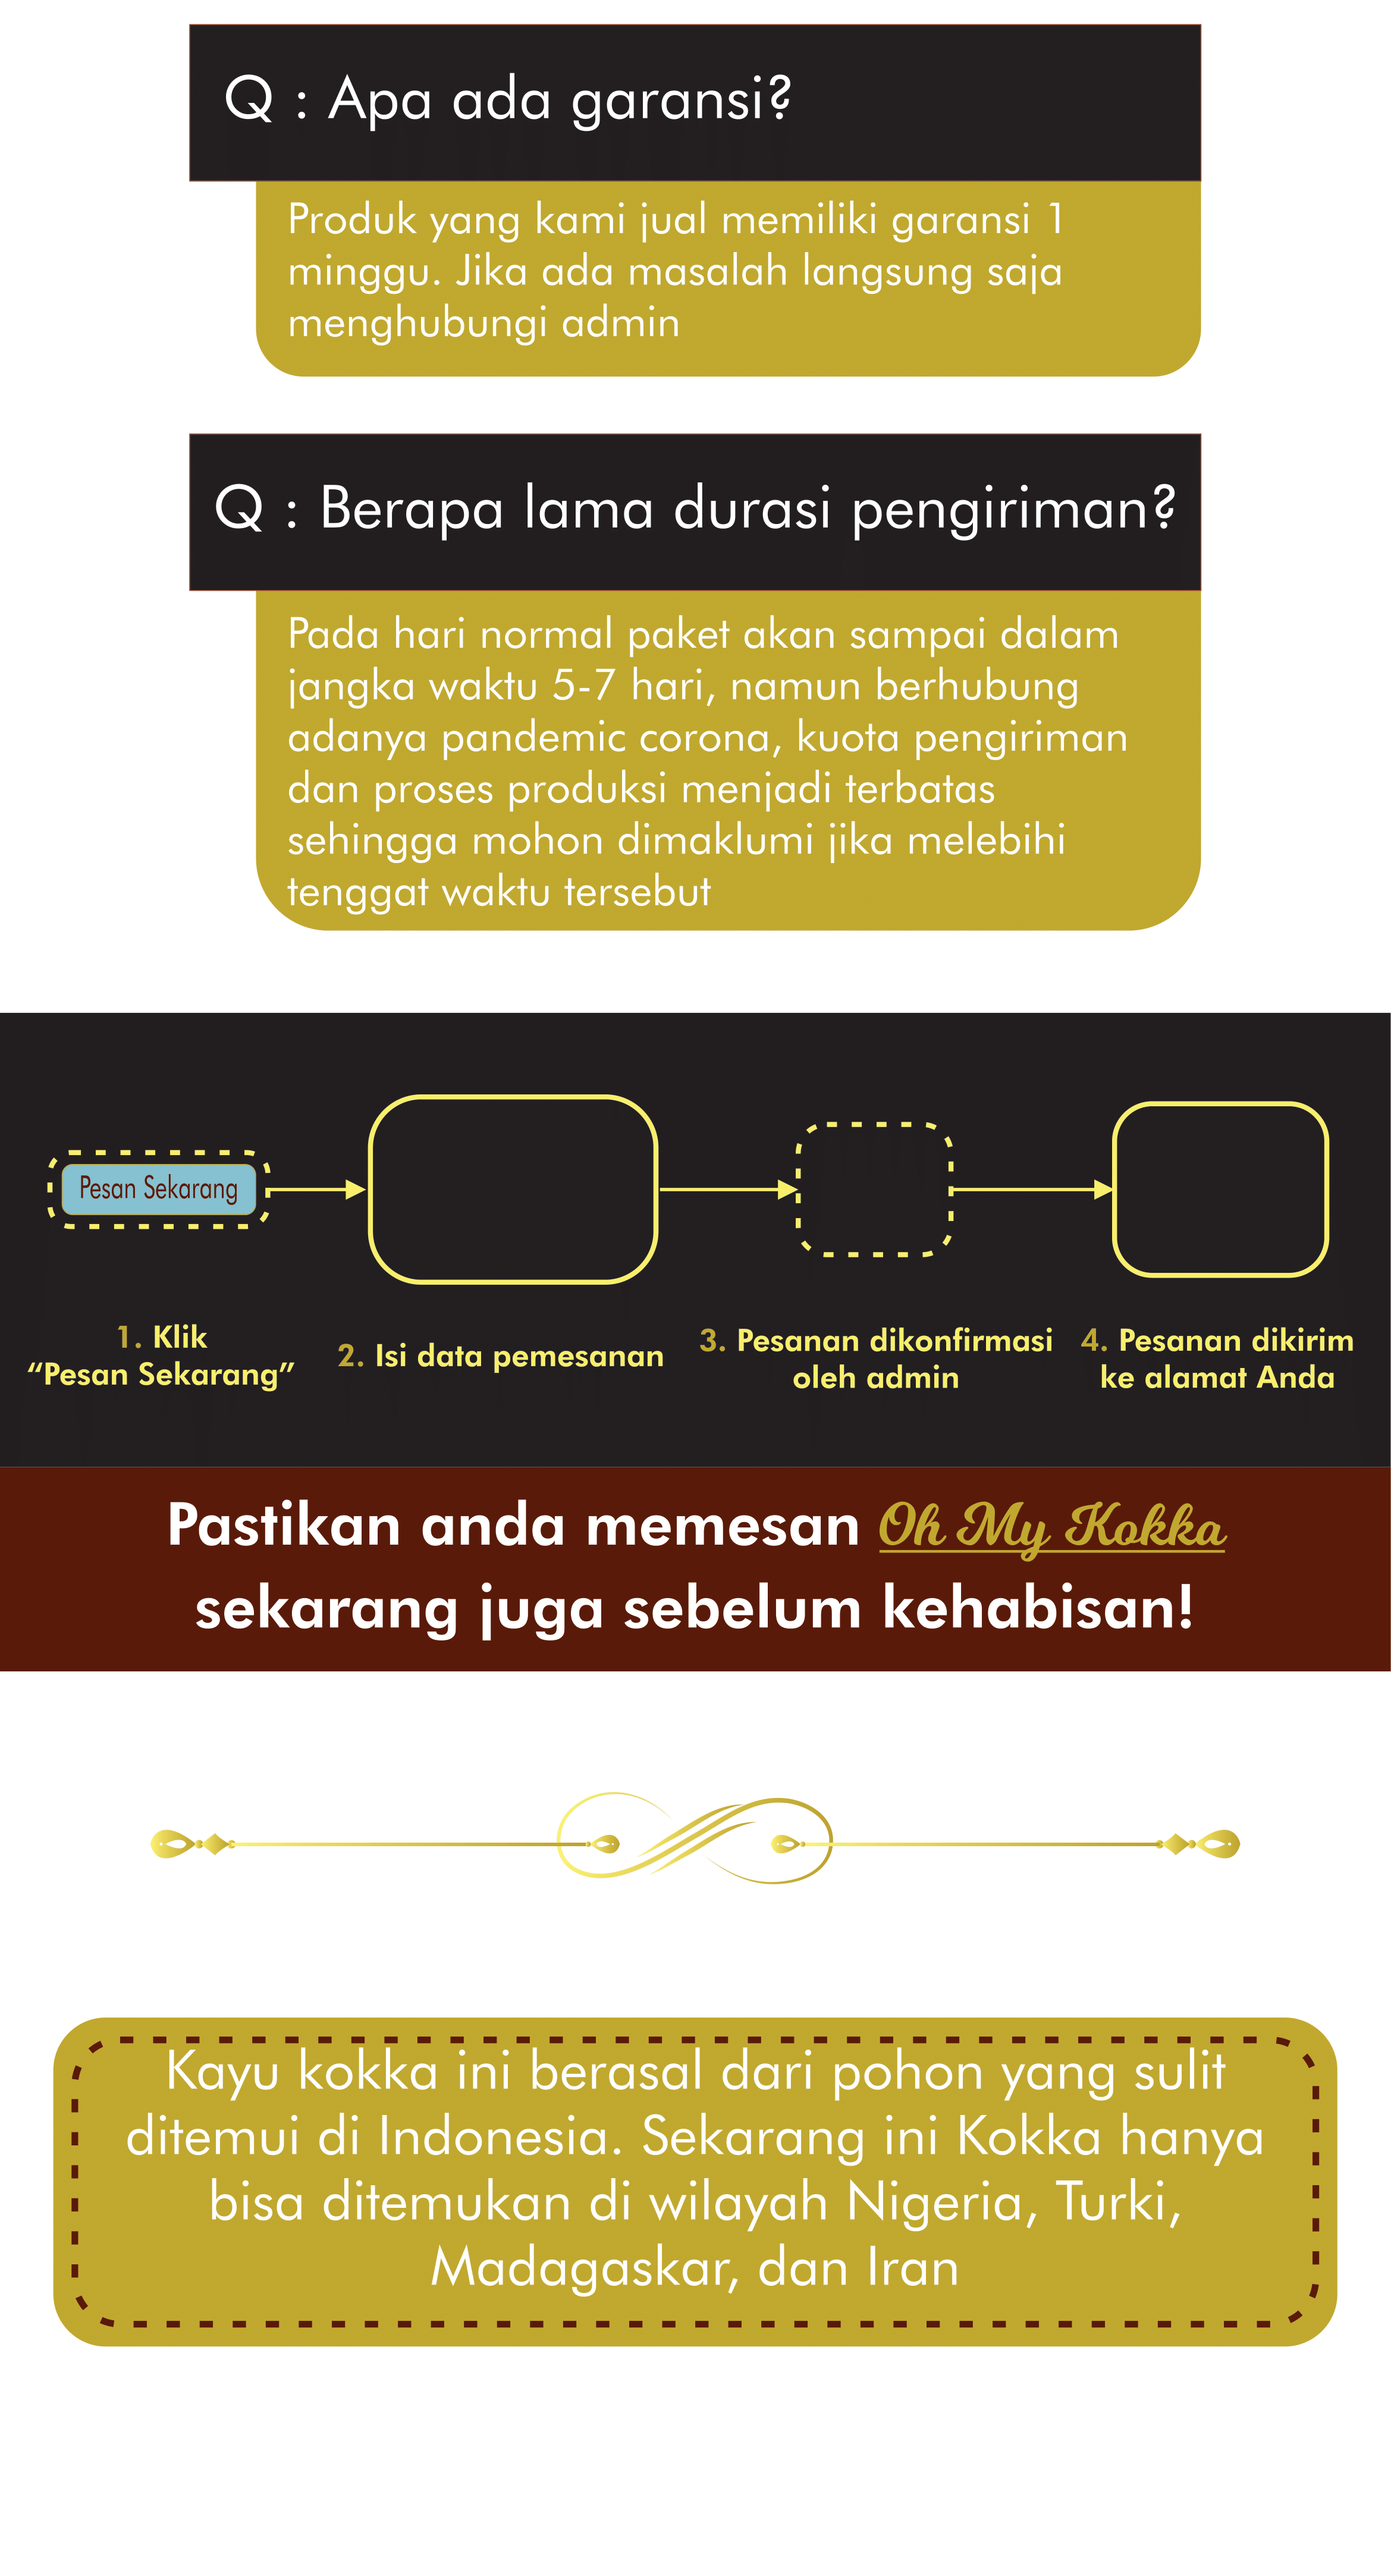 Q : Apa ada garansi?
Produk yang kami jual memiliki garansi 1
minggu. Jika ada masalah langsung saja
menghubungi admin
Q : Berapa lama durasi pengiriman?
Pada hari normal paket akan sampai dalam
jangka waktu 5-7 hari, namun berhubung
adanya pandemic corona, kuota pengiriman
dan proses produksi menjadi terbatas
sehingga mohon dimaklumi jika melebihi
tenggat waktu tersebut
Pesan Sekarang
1. Klik
“Pesan Sekarang”
2. Isi data pemesanan
3. Pesanan dikonfirmasi
oleh admin
4. Pesanan dikirim
ke alamat Anda
Pastikan anda memesan Oh My Kokka
sekarang juga sebelum kehabisan!
Kayu kokka ini berasal dari pohon yang sulit
ditemui di Indonesia. Sekarang ini Kokka hanya
bisa ditemukan di wilayah Nigeria, Turki,
Madagaskar, dan Iran